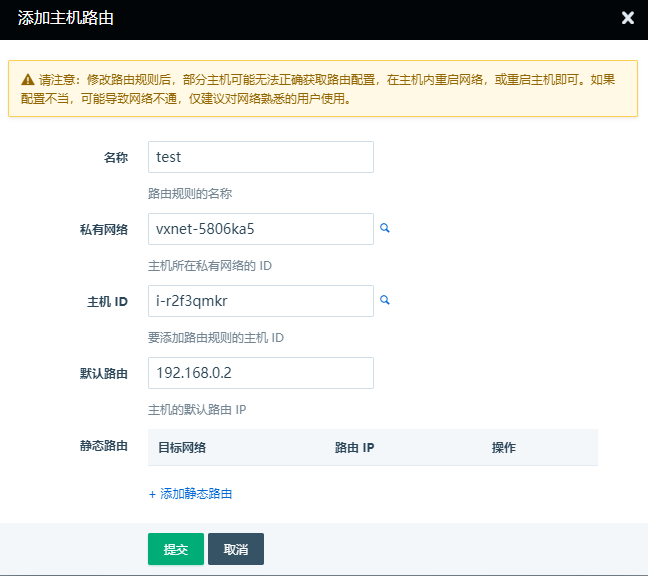 添加主机路由
请注意：修改路由规则后，部分主机可能无法正确获取路由配置，在主机内重启网络，或重启主机即可。如果
配置不当，可能导致网络不通，仅建议对网络熟悉的用户使用。
名称 test
路由规则的名称
私有网络 vxnet-5806ka5
主机所在私有网络的 ID
主机 ID i-r2f3qmkr
要添加路由规则的主机 ID
默认路由 192.168.0.2
主机的默认路由 IP
静态路由 目标网络 路由 IP 操作
+ 添加静态路由
提交 取消